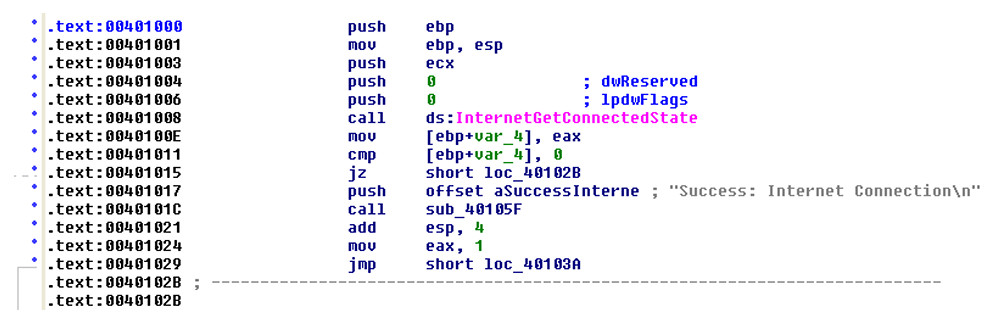 .text:00401000 push ebp
.text:00401001 mov ebp, esp
.text:00401003 push ecx
.text:00401004 push 0 ; dwReserved
.text:00401006 push 0 ; lpdwFlags
.text:00401008 call ds:InternetGetConnectedState
.text:0040100E mov [ebp+var_4], eax
.text:00401011 cmp [ebp+var_4], 0
.text:00401015 jz short loc_40102B
.text:00401017 push offset aSuccessInterne ; "Success: Internet Connection\n"
.text:0040101C call sub_40105F
.text:00401021 add esp, 4
.text:00401024 mov eax, 1
.text:00401029 jmp short loc_40103A
.text:0040102B ; ---------------------------------------------------------------------------
.text:0040102B